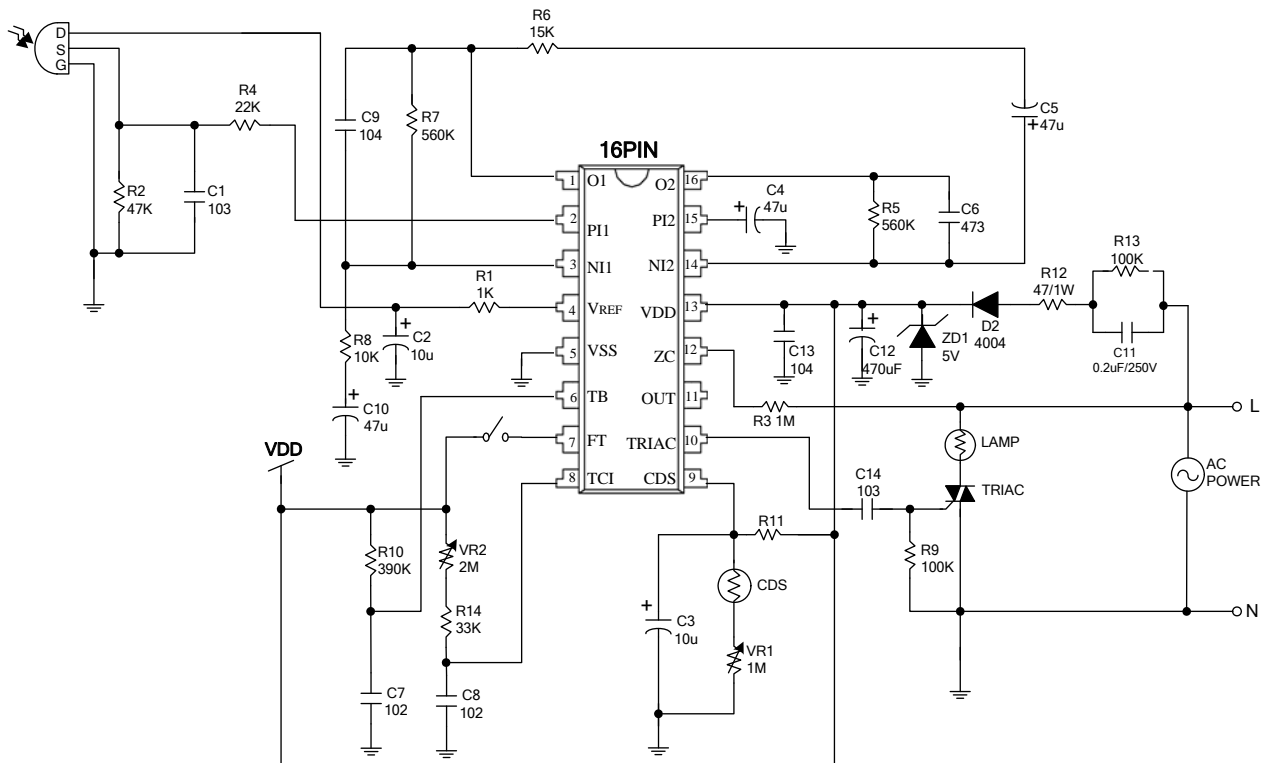 D
S
G
R4
22K
R2
47K
C1
103
C9
104
R7
560K
R6
15K
C5
+
47u
16PIN
1 O1
2 PI1
3 NI1
4 VREF
5 VSS
6 TB
7 FT
8 TCI
O2 16
PI2 15
NI2 14
VDD 13
ZC 12
OUT 11
TRIAC 10
CDS 9
C4
+
47u
R5
560K
C6
473
R13
100K
R12
47/1W
C11
0.2uF/250V
D2
4004
ZD1
5V
C12
+
470uF
C13
104
R1
1K
+
C2
10u
R8
10K
+
C10
47u
R3 1M
L
LAMP
AC
POWER
TRIAC
C14
103
R9
100K
N
VDD
R10
390K
VR2
2M
R14
33K
C7
102
C8
102
R11
CDS
+
C3
10u
VR1
1M